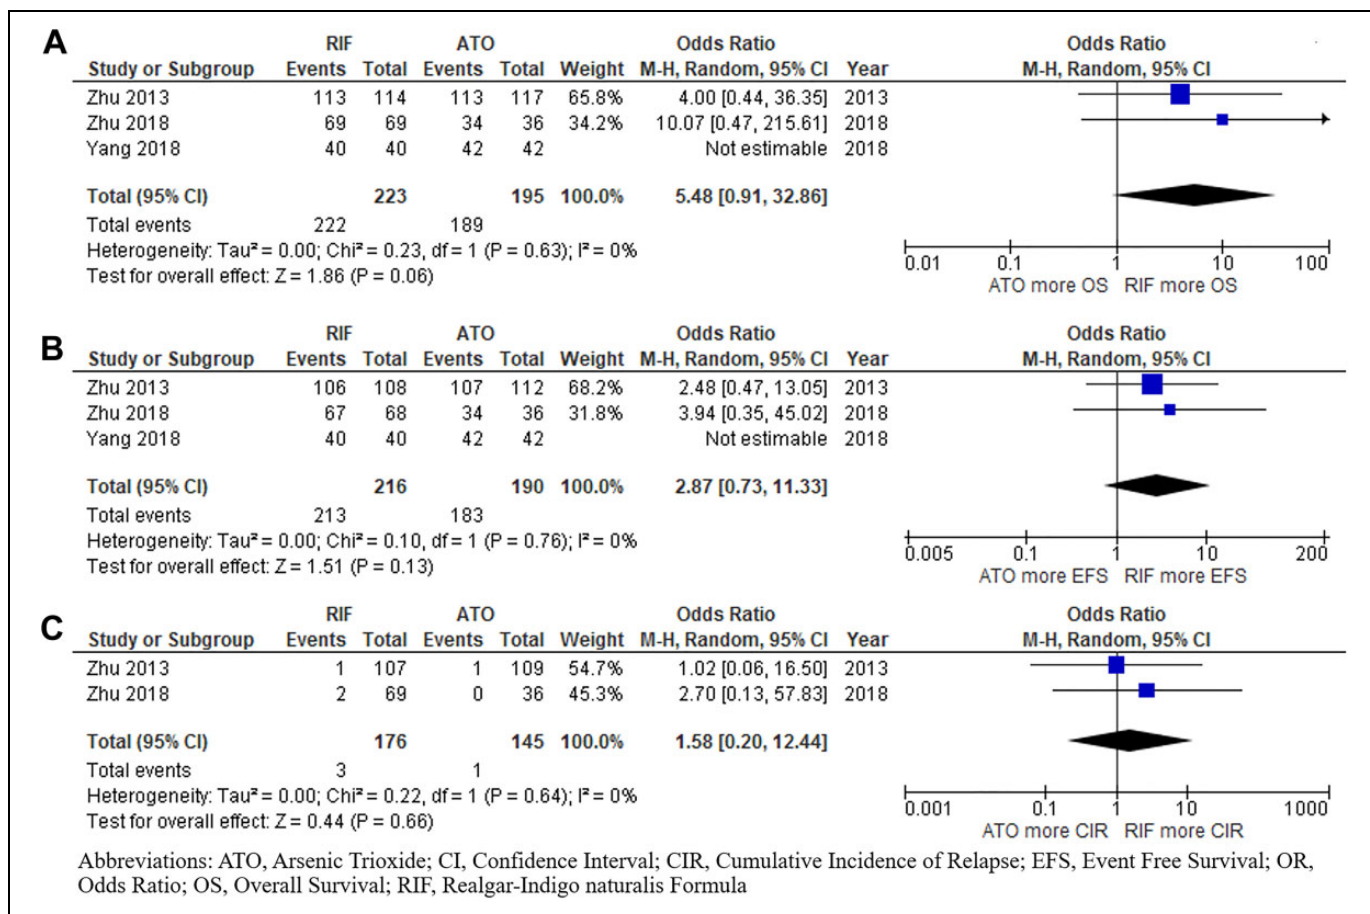 A
RIF ATO Odds Ratio Odds Ratio
Study or Subgroup Events Total Events Total Weight M-H, Random, 95% CI Year M-H, Random, 95% CI
Zhu 2013 113 114 113 117 65.8% 4.00 [0.44, 36.35] 2013
Zhu 2018 69 69 34 36 34.2% 10.07 [0.47, 215.61] 2018
Yang 2018 40 40 42 42 Not estimable 2018
Total (95% CI) 223 195 100.0% 5.48 [0.91, 32.86]
Total events 222 189
Heterogeneity: Tau² = 0.00; Chi² = 0.23, df = 1 (P = 0.63); I² = 0%
Test for overall effect: Z = 1.86 (P = 0.06)
0.01 0.1 1 10 100
ATO more OS RIF more OS
B
RIF ATO Odds Ratio Odds Ratio
Study or Subgroup Events Total Events Total Weight M-H, Random, 95% CI Year M-H, Random, 95% CI
Zhu 2013 106 108 107 112 68.2% 2.48 [0.47, 13.05] 2013
Zhu 2018 67 68 34 36 31.8% 3.94 [0.35, 45.02] 2018
Yang 2018 40 40 42 42 Not estimable 2018
Total (95% CI) 216 190 100.0% 2.87 [0.73, 11.33]
Total events 213 183
Heterogeneity: Tau² = 0.00; Chi² = 0.10, df = 1 (P = 0.76); I² = 0%
Test for overall effect: Z = 1.51 (P = 0.13)
0.005 0.1 1 10 200
ATO more EFS RIF more EFS
C
RIF ATO Odds Ratio Odds Ratio
Study or Subgroup Events Total Events Total Weight M-H, Random, 95% CI Year M-H, Random, 95% CI
Zhu 2013 1 107 1 109 54.7% 1.02 [0.06, 16.50] 2013
Zhu 2018 2 69 0 36 45.3% 2.70 [0.13, 57.83] 2018
Total (95% CI) 176 145 100.0% 1.58 [0.20, 12.44]
Total events 3 1
Heterogeneity: Tau² = 0.00; Chi² = 0.22, df = 1 (P = 0.64); I² = 0%
Test for overall effect: Z = 0.44 (P = 0.66)
0.001 0.1 1 10 1000
ATO more CIR RIF more CIR
Abbreviations: ATO, Arsenic Trioxide; CI, Confidence Interval; CIR, Cumulative Incidence of Relapse; EFS, Event Free Survival; OR,
Odds Ratio; OS, Overall Survival; RIF, Realgar-Indigo naturalis Formula